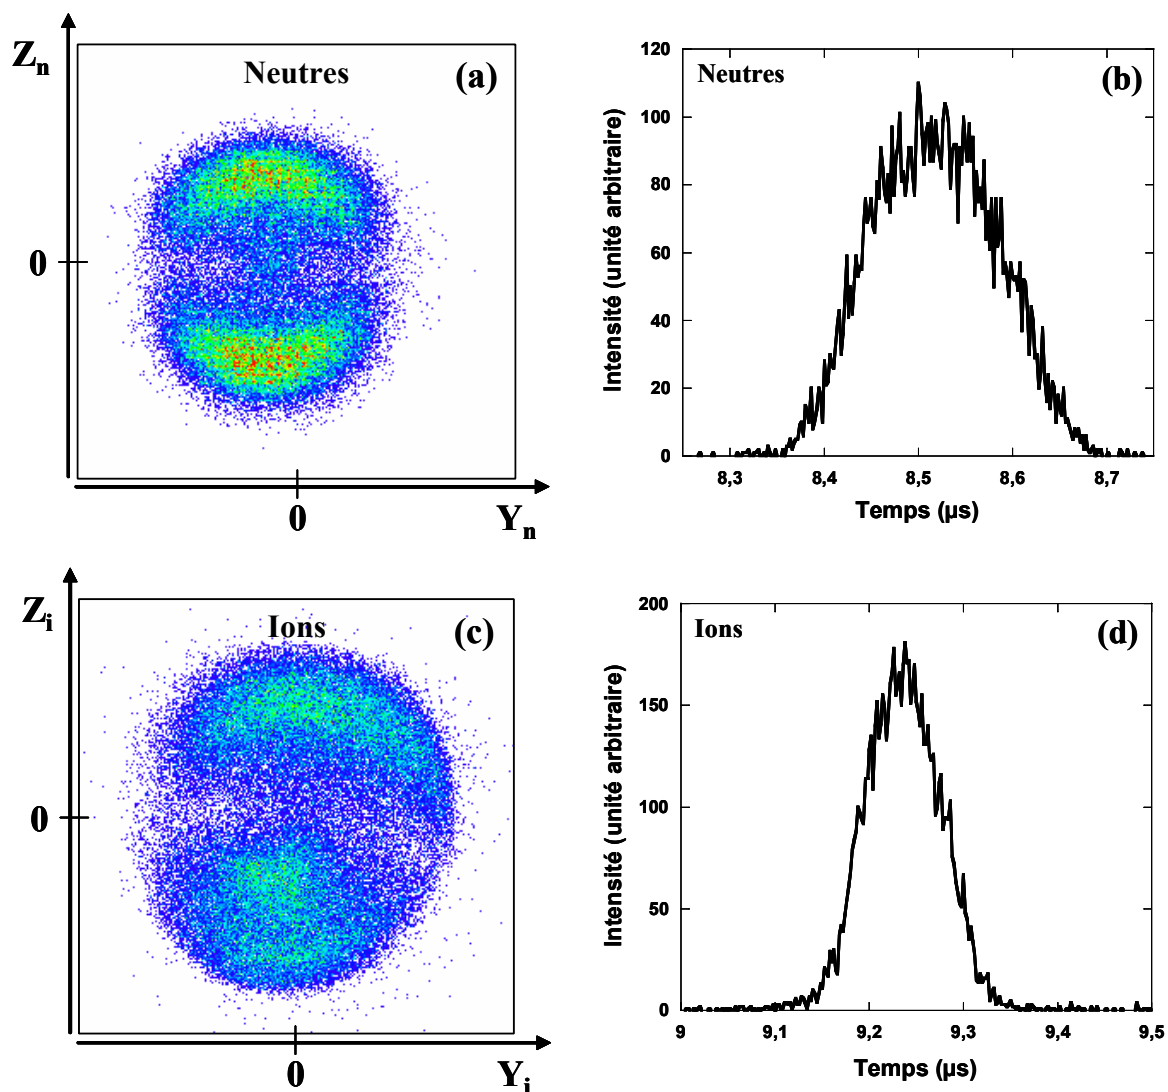 Zn
Neutres
(a)
0
0
Yn
120
100
80
60
40
20
0
Intensité (unité arbitraire)
Neutres
(b)
8,3 8,4 8,5 8,6 8,7
Temps (µs)
Zi
Ions
(c)
0
0
Yi
200
150
100
50
0
Intensité (unité arbitraire)
Ions
(d)
9 9,1 9,2 9,3 9,4 9,5
Temps (µs)